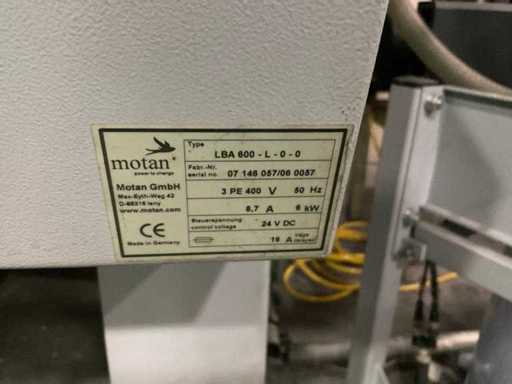 motan®
power to change
Motan GmbH
Max-Eyth-Weg 42
D-88316 Isny
www.motan.com
CE
Made in Germany
Type
LBA 600 - L - 0 - 0
Fabr.-Nr.
serial no.
07 146 057/06 0057
3 PE 400 V 50 Hz
8,7 A 6 kW
Steuerspannung
control voltage
24 V DC
16 A träge
delayed